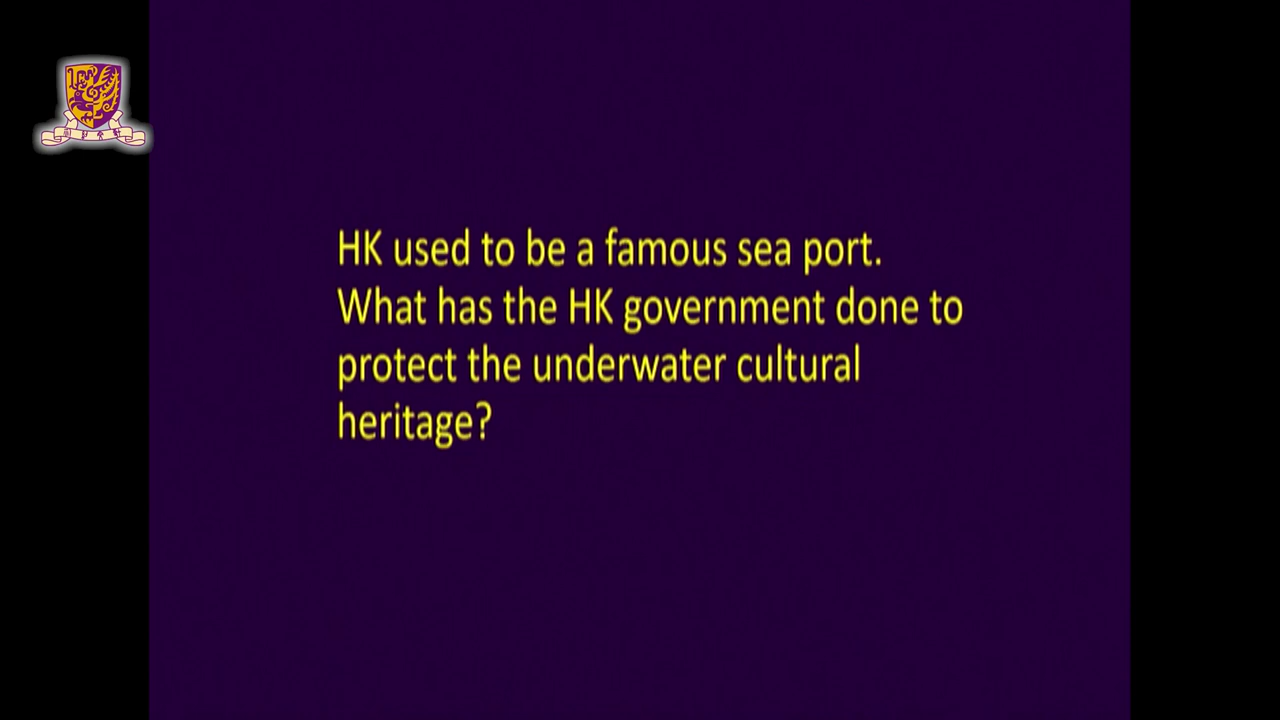 HK used to be a famous sea port.
What has the HK government done to
protect the underwater cultural
heritage?